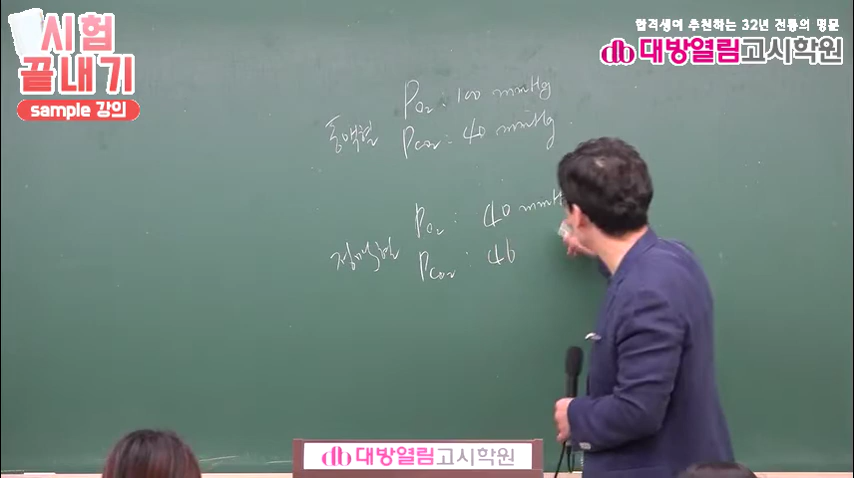 시험
끝내기
sample 강의
합격생이 추천하는 32년 전통의 명문
db 대방열림고시학원
동맥혈
PO2 : 100 mmHg
PCO2 : 40 mmHg
정맥혈
PO2 : 40 mmH
PCO2 : 46
db 대방열림고시학원